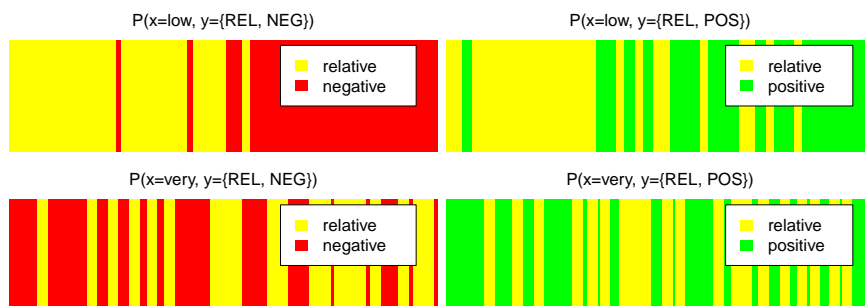 P(x=low, y={REL, NEG})
relative
negative
P(x=low, y={REL, POS})
relative
positive
P(x=very, y={REL, NEG})
relative
negative
P(x=very, y={REL, POS})
relative
positive